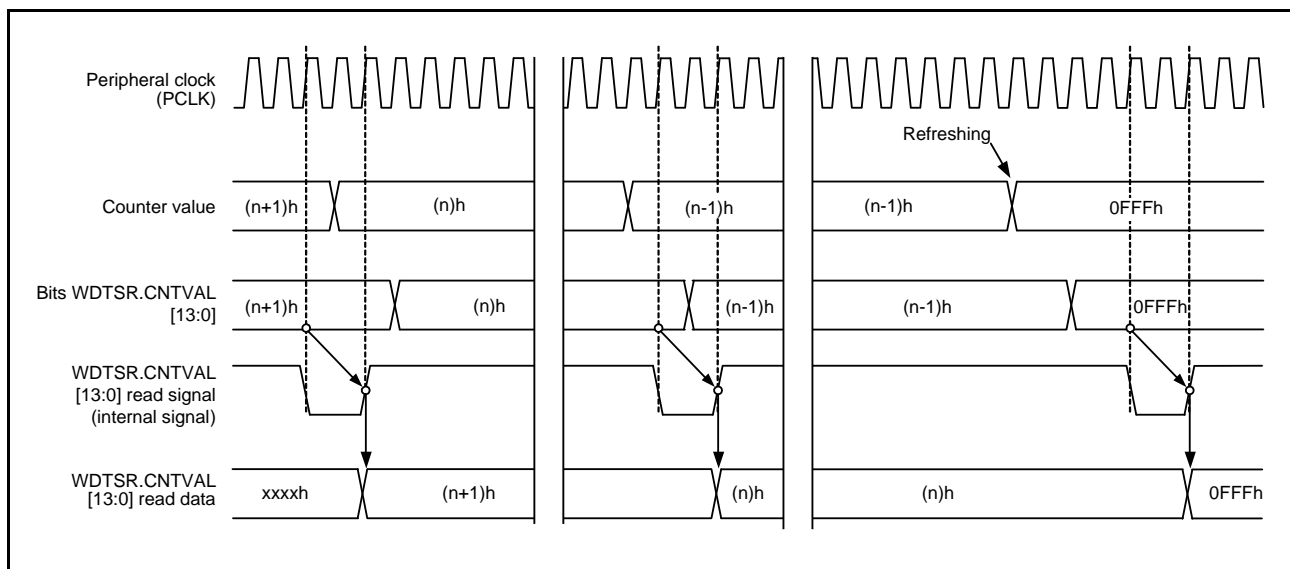 Peripheral clock
(PCLK)
Refreshing
Counter value
(n+1)h
(n)h
(n-1)h
(n-1)h
0FFFh
Bits WDTSR.CNTVAL
[13:0]
(n+1)h
(n)h
(n-1)h
(n-1)h
0FFFh
WDTSR.CNTVAL
[13:0] read signal
(internal signal)
WDTSR.CNTVAL
[13:0] read data
xxxxh
(n+1)h
(n)h
(n)h
0FFFh